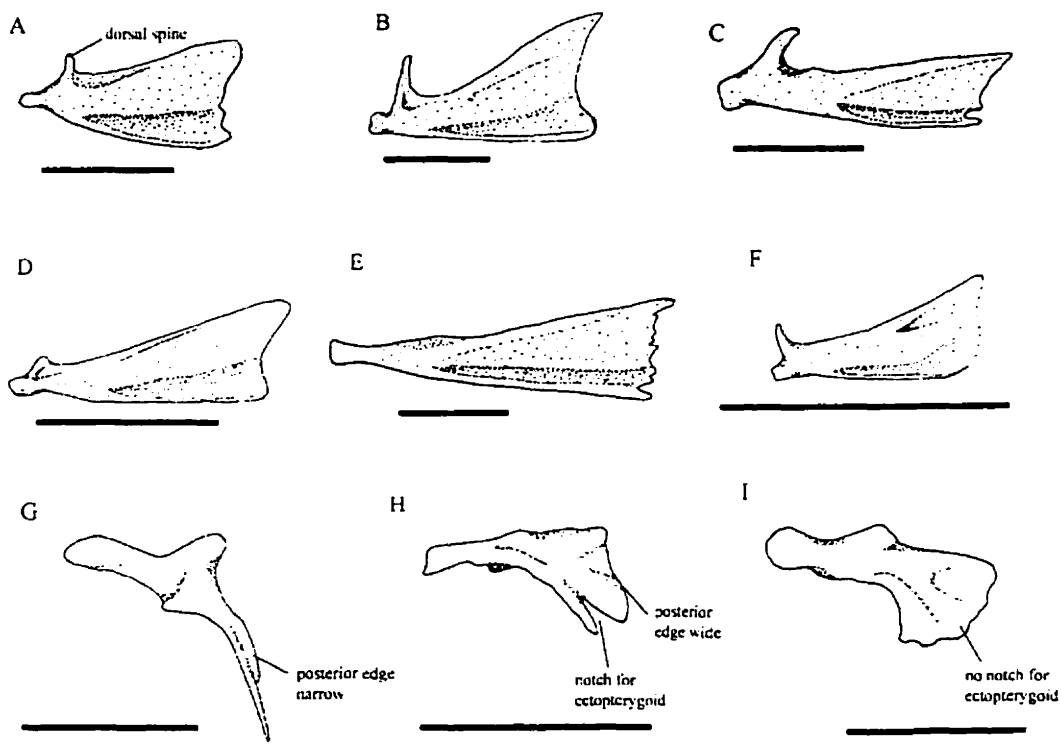 A
dorsal spine
B
C
D
E
F
G
posterior edge
narrow
H
posterior
edge wide
notch for
ectopterygoid
I
no notch for
ectopterygoid